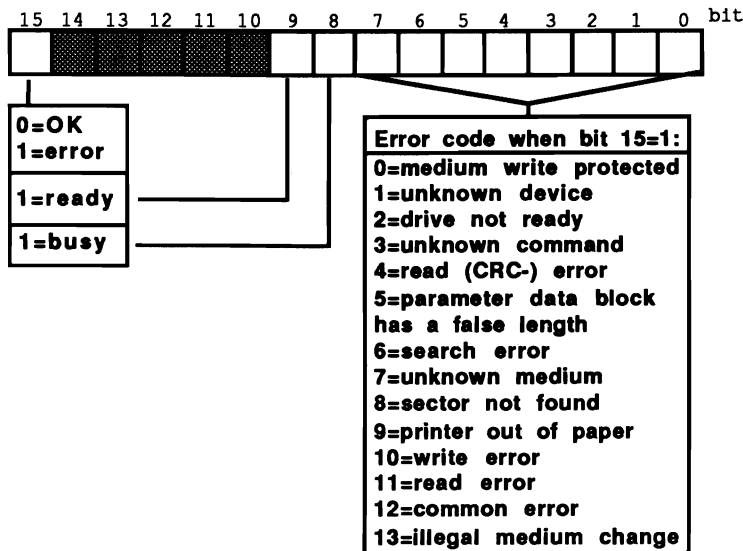 15 14 13 12 11 10 9 8 7 6 5 4 3 2 1 0 bit
0=OK
1=error
1=ready
1=busy
Error code when bit 15=1:
0=medium write protected
1=unknown device
2=drive not ready
3=unknown command
4=read (CRC-) error
5=parameter data block
has a false length
6=search error
7=unknown medium
8=sector not found
9=printer out of paper
10=write error
11=read error
12=common error
13=illegal medium change